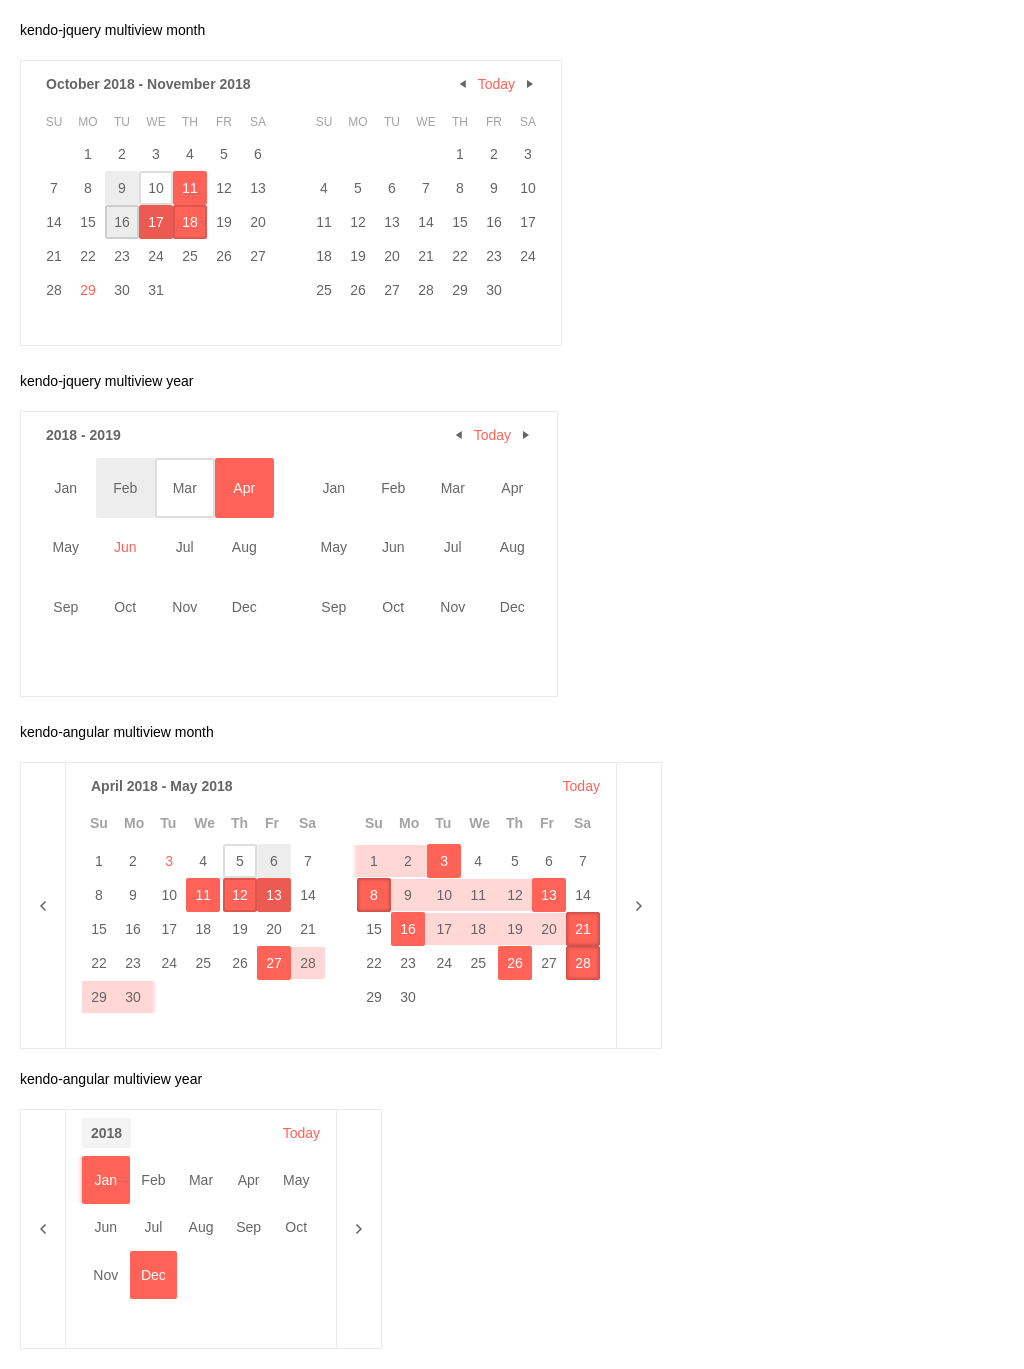 kendo-jquery multiview month
October 2018 - November 2018 Today
SU MO TU WE TH FR SA SU MO TU WE TH FR SA
1 2 3 4 5 6 1 2 3
7 8 9 10 11 12 13 4 5 6 7 8 9 10
14 15 16 17 18 19 20 11 12 13 14 15 16 17
21 22 23 24 25 26 27 18 19 20 21 22 23 24
28 29 30 31 25 26 27 28 29 30
kendo-jquery multiview year
2018 - 2019 Today
Jan Feb Mar Apr Jan Feb Mar Apr
May Jun Jul Aug May Jun Jul Aug
Sep Oct Nov Dec Sep Oct Nov Dec
kendo-angular multiview month
April 2018 - May 2018 Today
Su Mo Tu We Th Fr Sa Su Mo Tu We Th Fr Sa
1 2 3 4 5 6 7 1 2 3 4 5 6 7
8 9 10 11 12 13 14 8 9 10 11 12 13 14
15 16 17 18 19 20 21 15 16 17 18 19 20 21
22 23 24 25 26 27 28 22 23 24 25 26 27 28
29 30 29 30
kendo-angular multiview year
2018 Today
Jan Feb Mar Apr May
Jun Jul Aug Sep Oct
Nov Dec